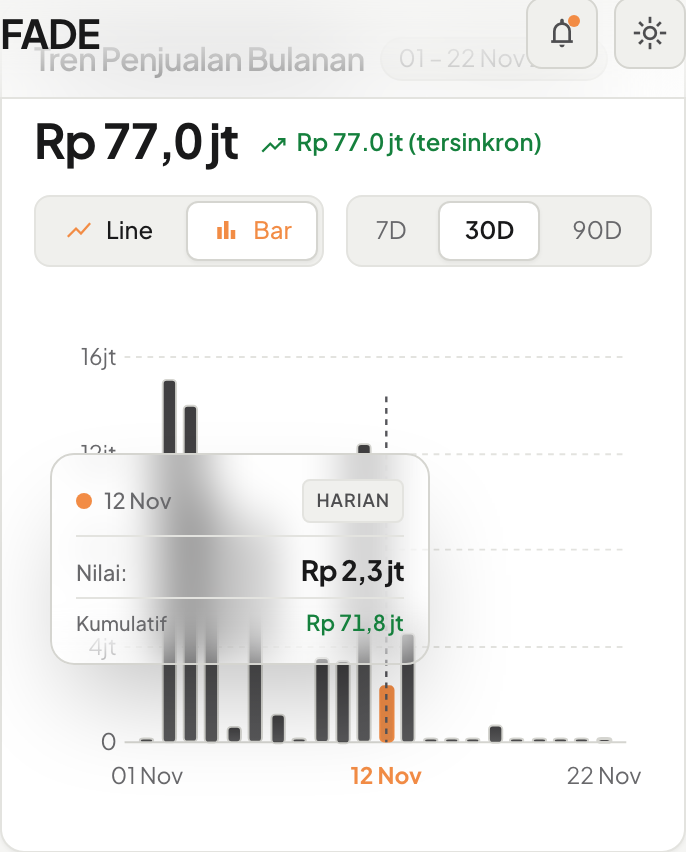 FADE
Tren Penjualan Bulanan 01 – 22 Nov
Rp 77,0 jt Rp 77.0 jt (tersinkron)
Line Bar 7D 30D 90D
16jt
12jt
12 Nov HARIAN
Nilai: Rp 2,3 jt
Kumulatif Rp 71,8 jt
4jt
0
01 Nov 12 Nov 22 Nov